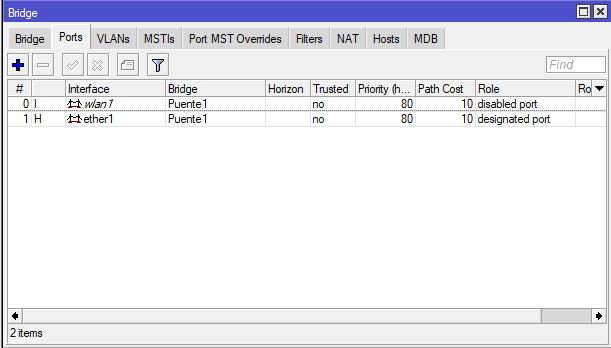 Bridge
Bridge Ports VLANs MSTIs Port MST Overrides Filters NAT Hosts MDB
Find
# Interface Bridge Horizon Trusted Priority (h... Path Cost Role Ro
0 I wlan1 Puente1 no 80 10 disabled port
1 H ether1 Puente1 no 80 10 designated port
2 items